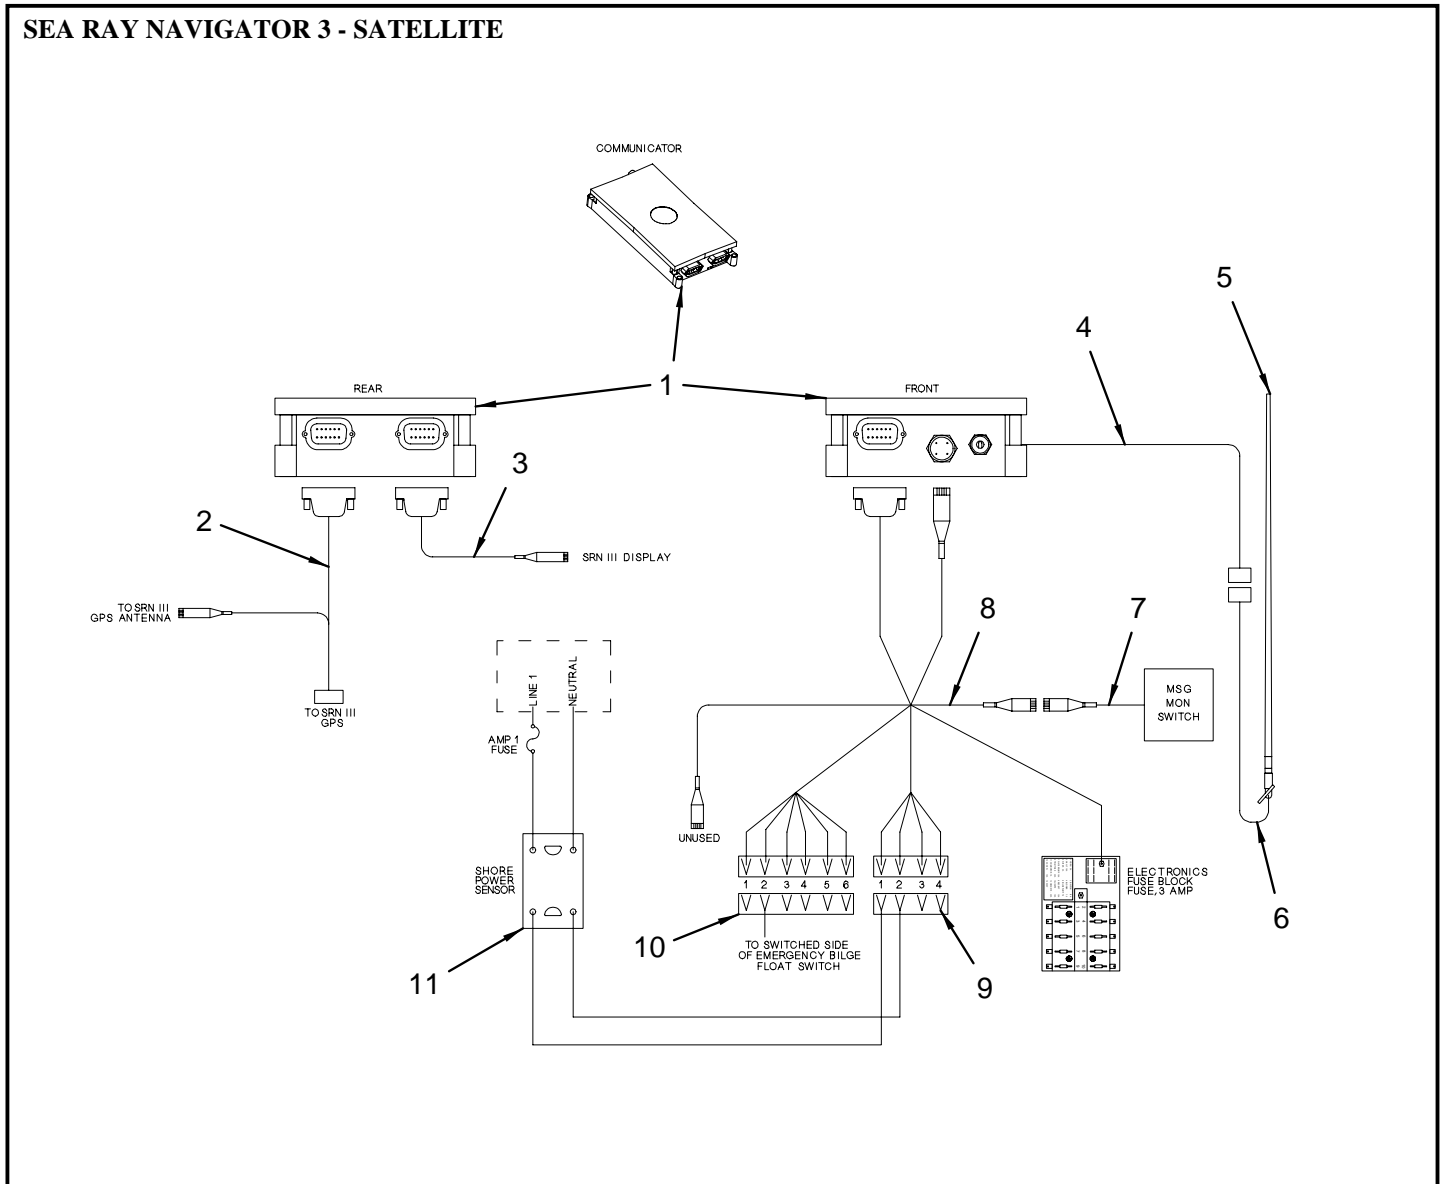 SEA RAY NAVIGATOR 3 - SATELLITE
COMMUNICATOR
5
4
1
REAR
FRONT
3
2
SRN III DISPLAY
TO SRN III
GPS ANTENNA
8
7
LINE 1
NEUTRAL
MSG
MON
SWITCH
TO SRN III
GPS
AMP 1
FUSE
UNUSED
SHORE
POWER
SENSOR
1 2 3 4 5 6
1 2 3 4
ELECTRONICS
FUSE BLOCK
FUSE, 3 AMP
6
10
TO SWITCHED SIDE
OF EMERGENCY BILGE
FLOAT SWITCH
11
9